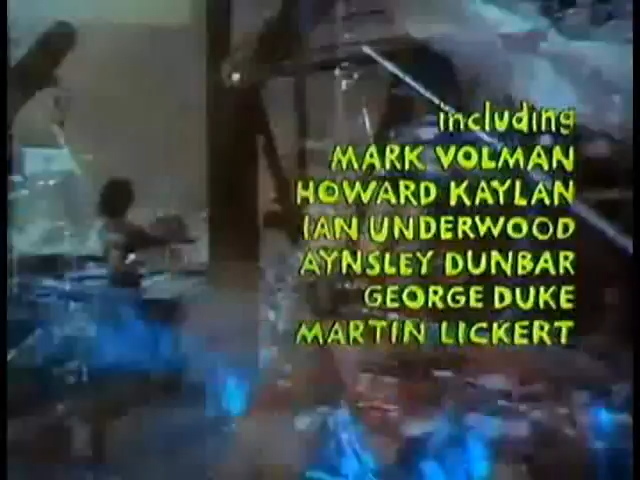 including
MARK VOLMAN
HOWARD KAYLAN
IAN UNDERWOOD
AYNSLEY DUNBAR
GEORGE DUKE
MARTIN LICKERT